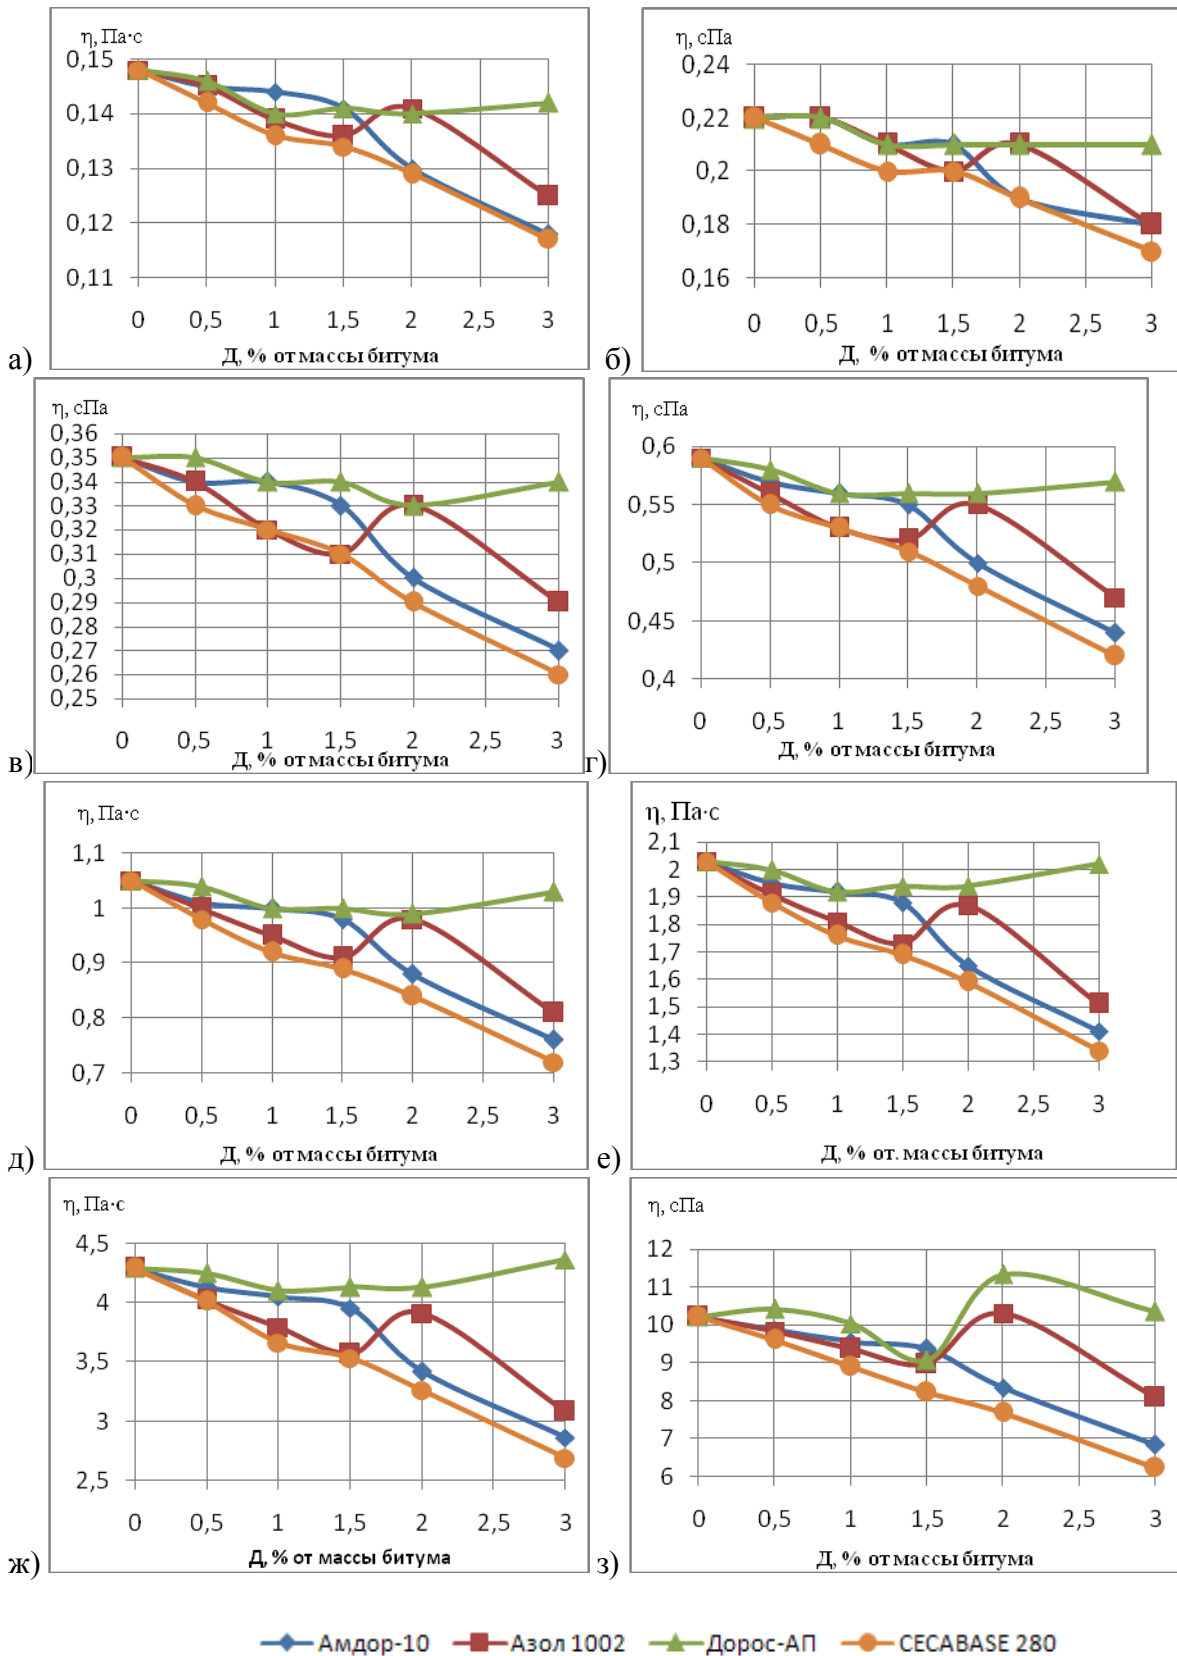 η, Па·с
0,15
0,14
0,13
0,12
0,11
0 0,5 1 1,5 2 2,5 3
Д, % от массы битума
а)
η, сПа
0,24
0,22
0,2
0,18
0,16
0 0,5 1 1,5 2 2,5 3
Д, % от массы битума
б)
η, сПа
0,36
0,35
0,34
0,33
0,32
0,31
0,3
0,29
0,28
0,27
0,26
0,25
0 0,5 1 1,5 2 2,5 3
Д, % от массы битума
в)
η, сПа
0,6
0,55
0,5
0,45
0,4
0 0,5 1 1,5 2 2,5 3
Д, % от массы битума
г)
η, Па·с
1,1
1
0,9
0,8
0,7
0 0,5 1 1,5 2 2,5 3
Д, % от массы битума
д)
η, Па·с
2,1
2
1,9
1,8
1,7
1,6
1,5
1,4
1,3
0 0,5 1 1,5 2 2,5 3
Д, % от. массы битума
е)
η, Па·с
4,5
4
3,5
3
2,5
0 0,5 1 1,5 2 2,5 3
Д, % от массы битума
ж)
η, сПа
12
11
10
9
8
7
6
0 0,5 1 1,5 2 2,5 3
Д, % от массы битума
з)
Амдор-10 Азол 1002 Дорос-АП CECABASE 280